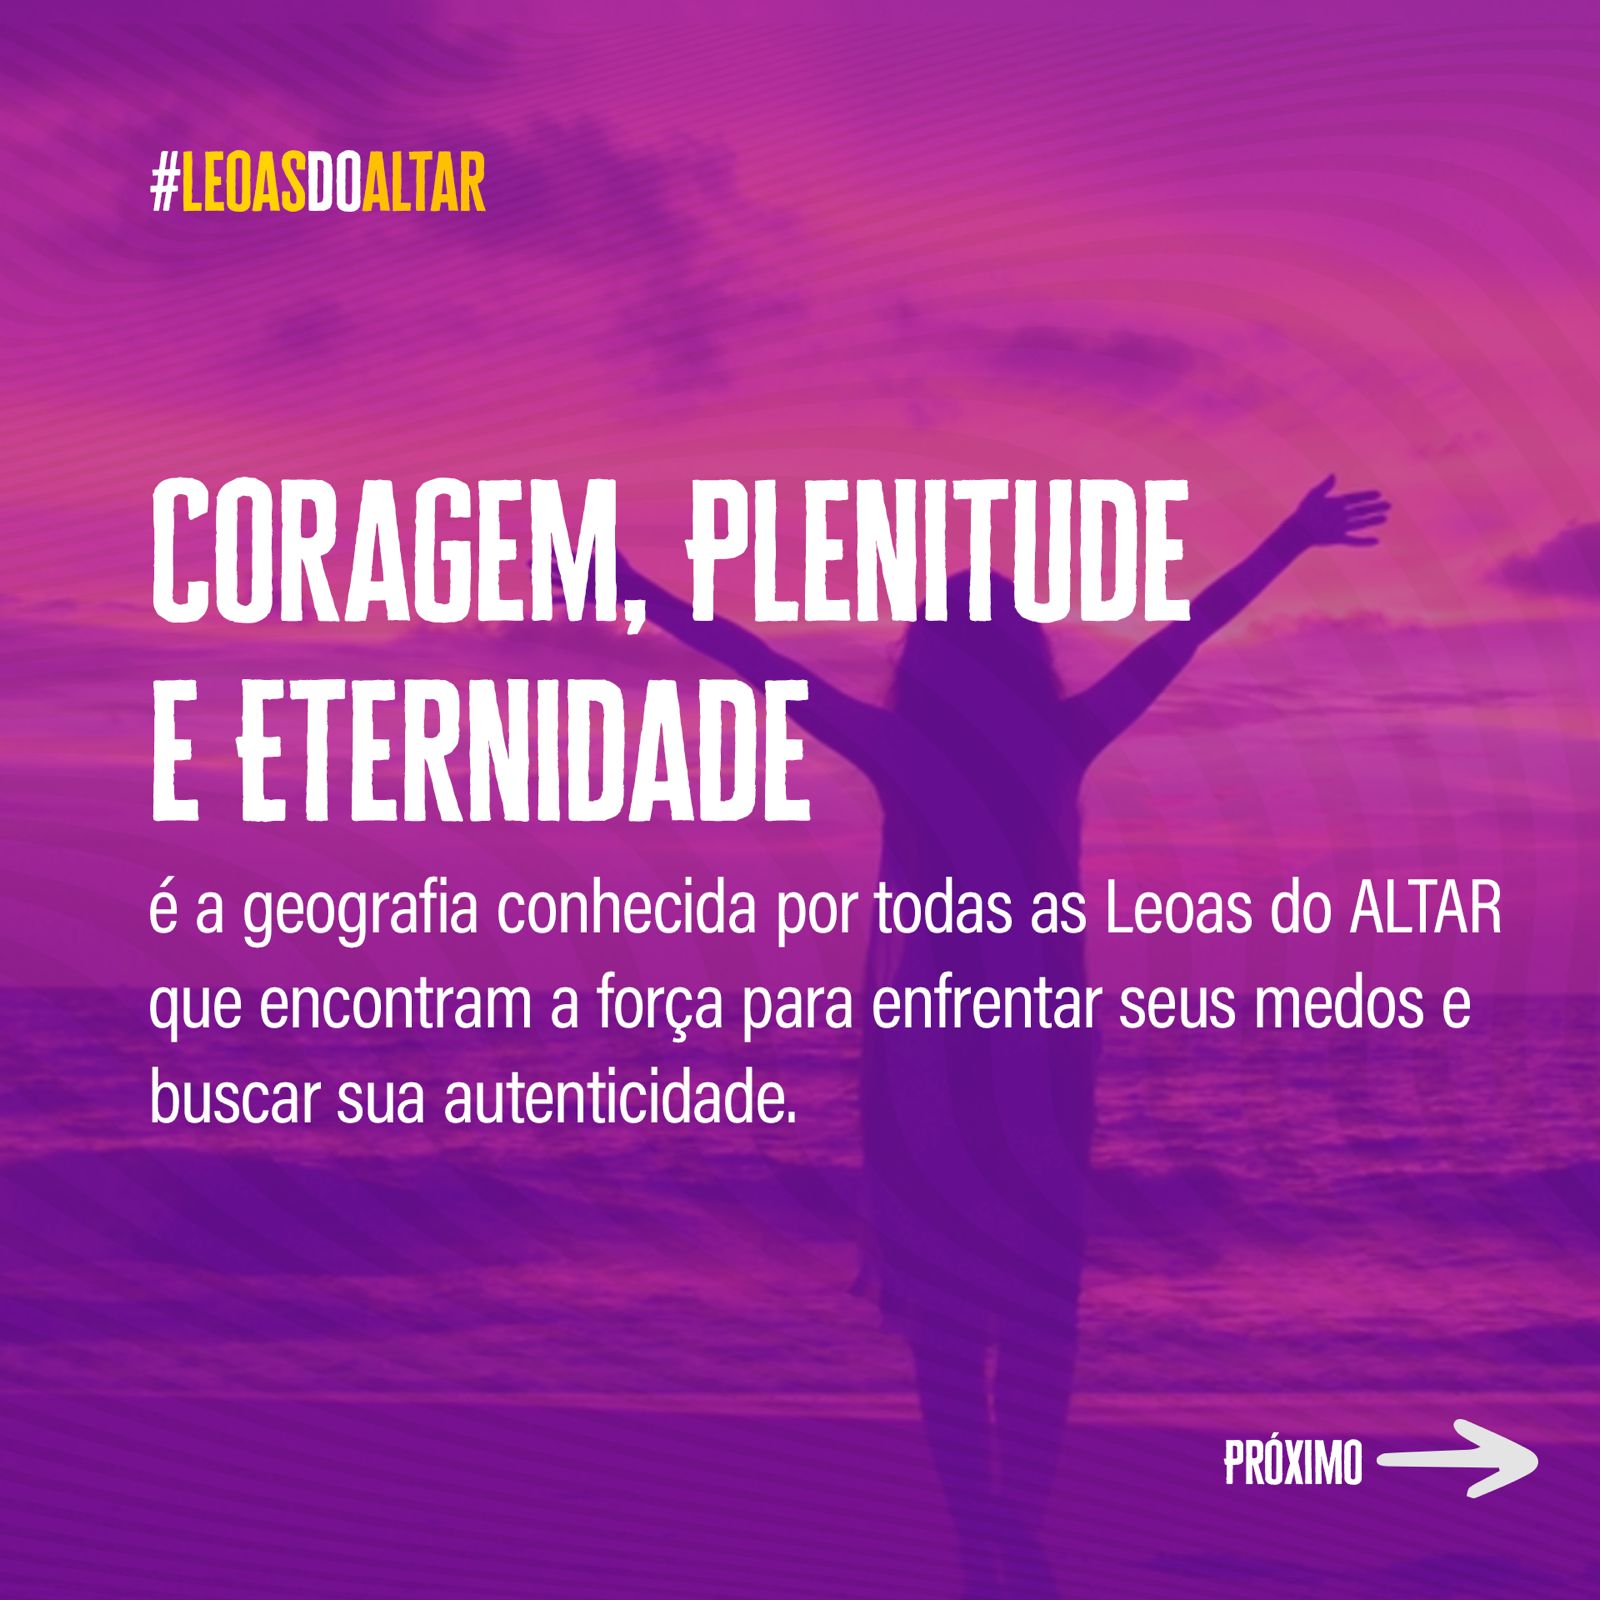 #LEOASDOALTAR
CORAGEM, PLENITUDE
E ETERNIDADE
é a geografia conhecida por todas as Leoas do ALTAR
que encontram a força para enfrentar seus medos e
buscar sua autenticidade.
PRÓXIMO